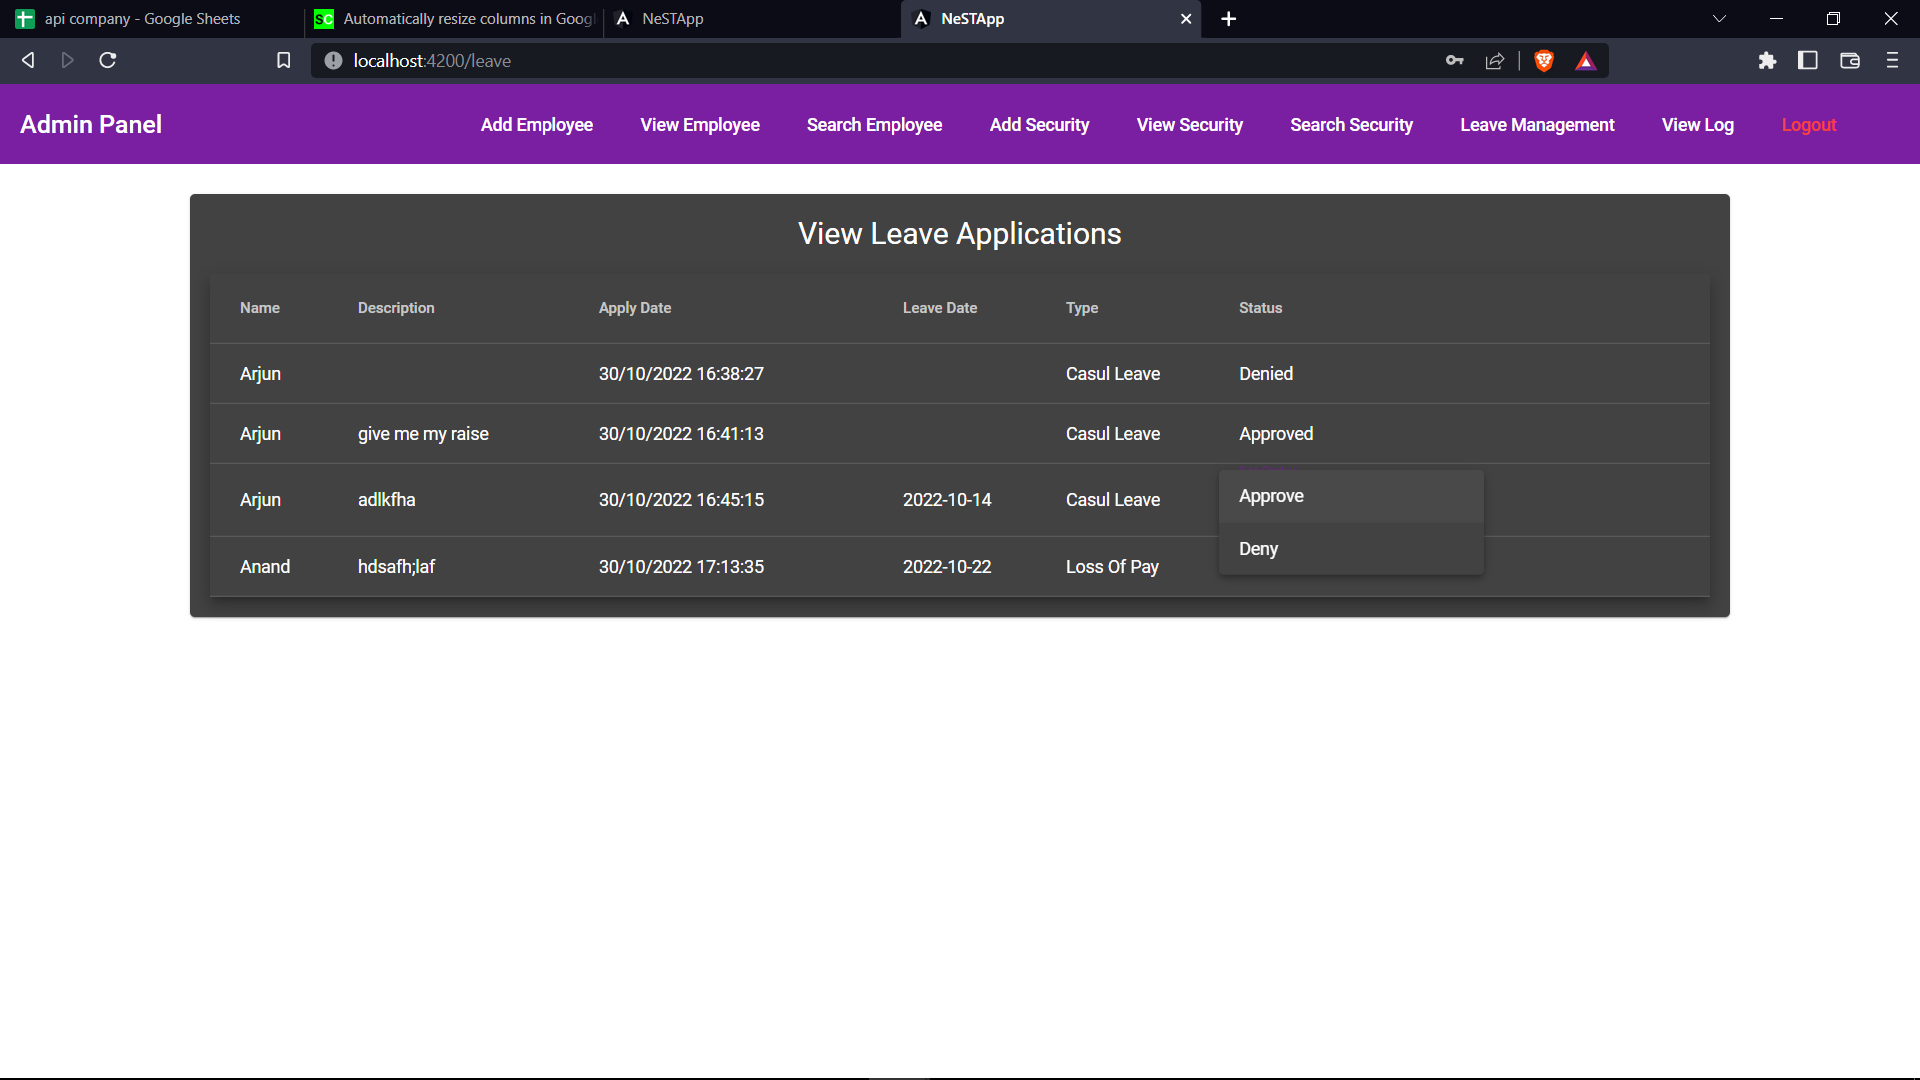 api company - Google Sheets
Automatically resize columns in Goog
NeSTApp
NeSTApp
localhost:4200/leave
Admin Panel
Add Employee
View Employee
Search Employee
Add Security
View Security
Search Security
Leave Management
View Log
Logout
View Leave Applications
Name Description Apply Date Leave Date Type Status
Arjun 30/10/2022 16:38:27 Casul Leave Denied
Arjun give me my raise 30/10/2022 16:41:13 Casul Leave Approved
Arjun adlkfha 30/10/2022 16:45:15 2022-10-14 Casul Leave
Approve
Deny
Anand hdsafh;laf 30/10/2022 17:13:35 2022-10-22 Loss Of Pay